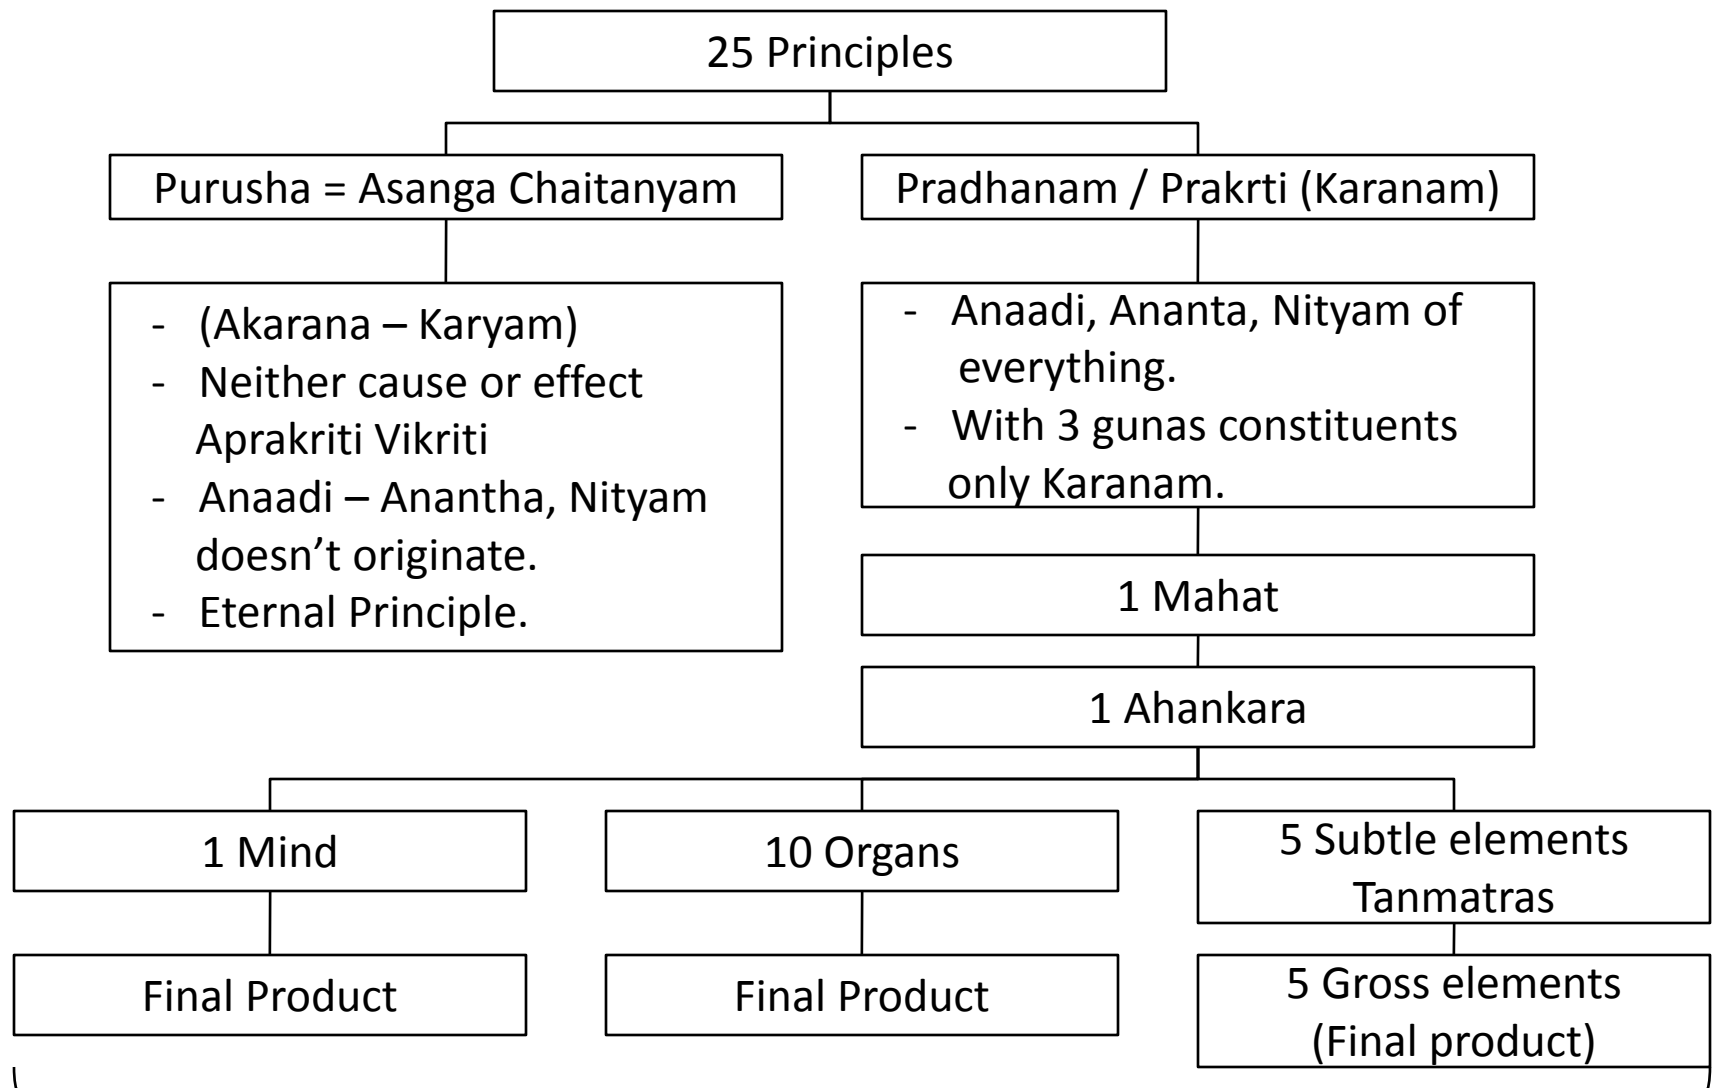 25 Principles
Purusha = Asanga Chaitanyam
Pradhanam / Prakrti (Karanam)
- (Akarana – Karyam)
- Neither cause or effect
Aprakriti Vikriti
- Anaadi – Anantha, Nityam
doesn't originate.
- Eternal Principle.
- Anaadi, Ananta, Nityam of
everything.
- With 3 gunas constituents
only Karanam.
1 Mahat
1 Ahankara
1 Mind
10 Organs
5 Subtle elements
Tanmatras
Final Product
Final Product
5 Gross elements
(Final product)